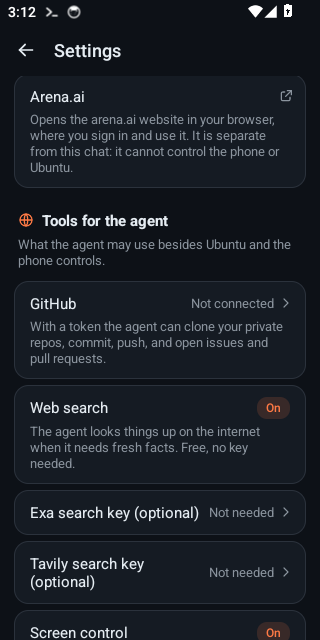 3:12
Settings
Arena.ai
Opens the arena.ai website in your browser,
where you sign in and use it. It is separate
from this chat: it cannot control the phone or
Ubuntu.
Tools for the agent
What the agent may use besides Ubuntu and the
phone controls.
GitHub Not connected
With a token the agent can clone your private
repos, commit, push, and open issues and
pull requests.
Web search On
The agent looks things up on the internet
when it needs fresh facts. Free, no key
needed.
Exa search key (optional) Not needed
Tavily search key
(optional) Not needed
Screen control On